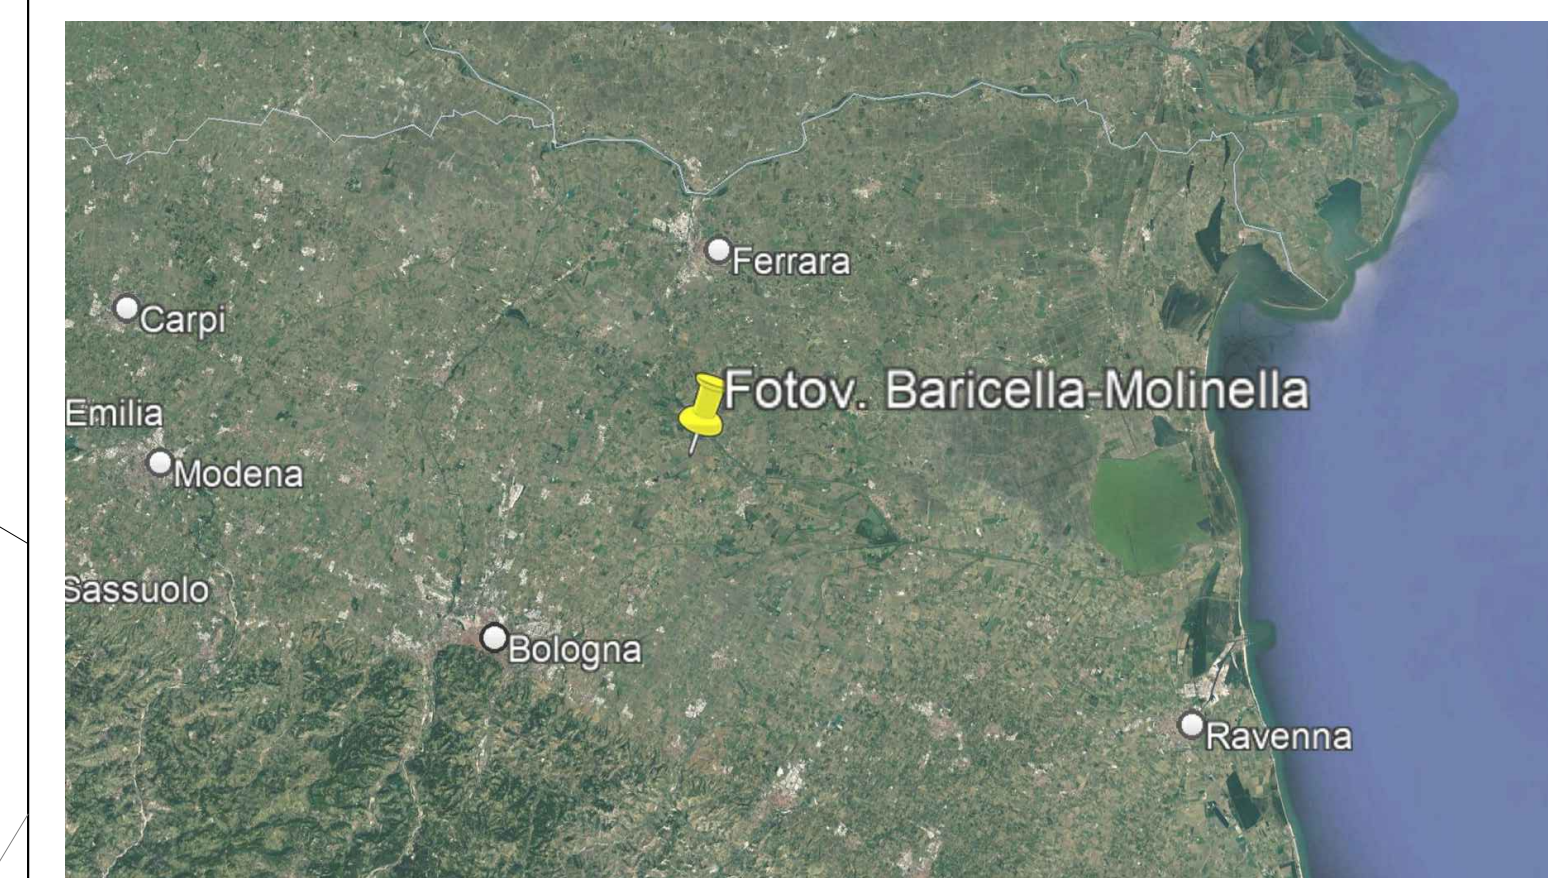 Ferrara
Carpi
Fotov. Baricella-Molinella
Emilia
Modena
Sassuolo
Bologna
Ravenna